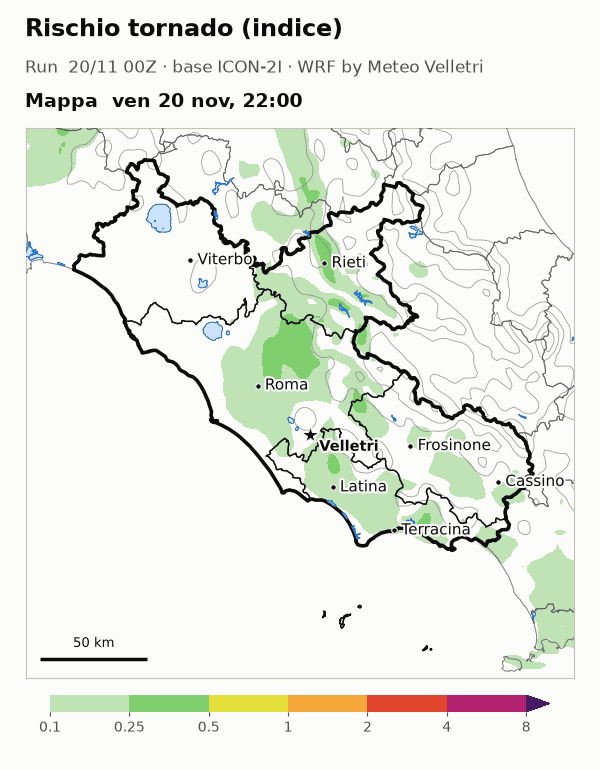 Rischio tornado (indice)
Run  20/11 00Z · base ICON-2I · WRF by Meteo Velletri
Mappa  ven 20 nov, 22:00
Viterbo
Rieti
Roma
Velletri
Frosinone
Latina
Cassino
Terracina
50 km
0.1 0.25 0.5 1 2 4 8